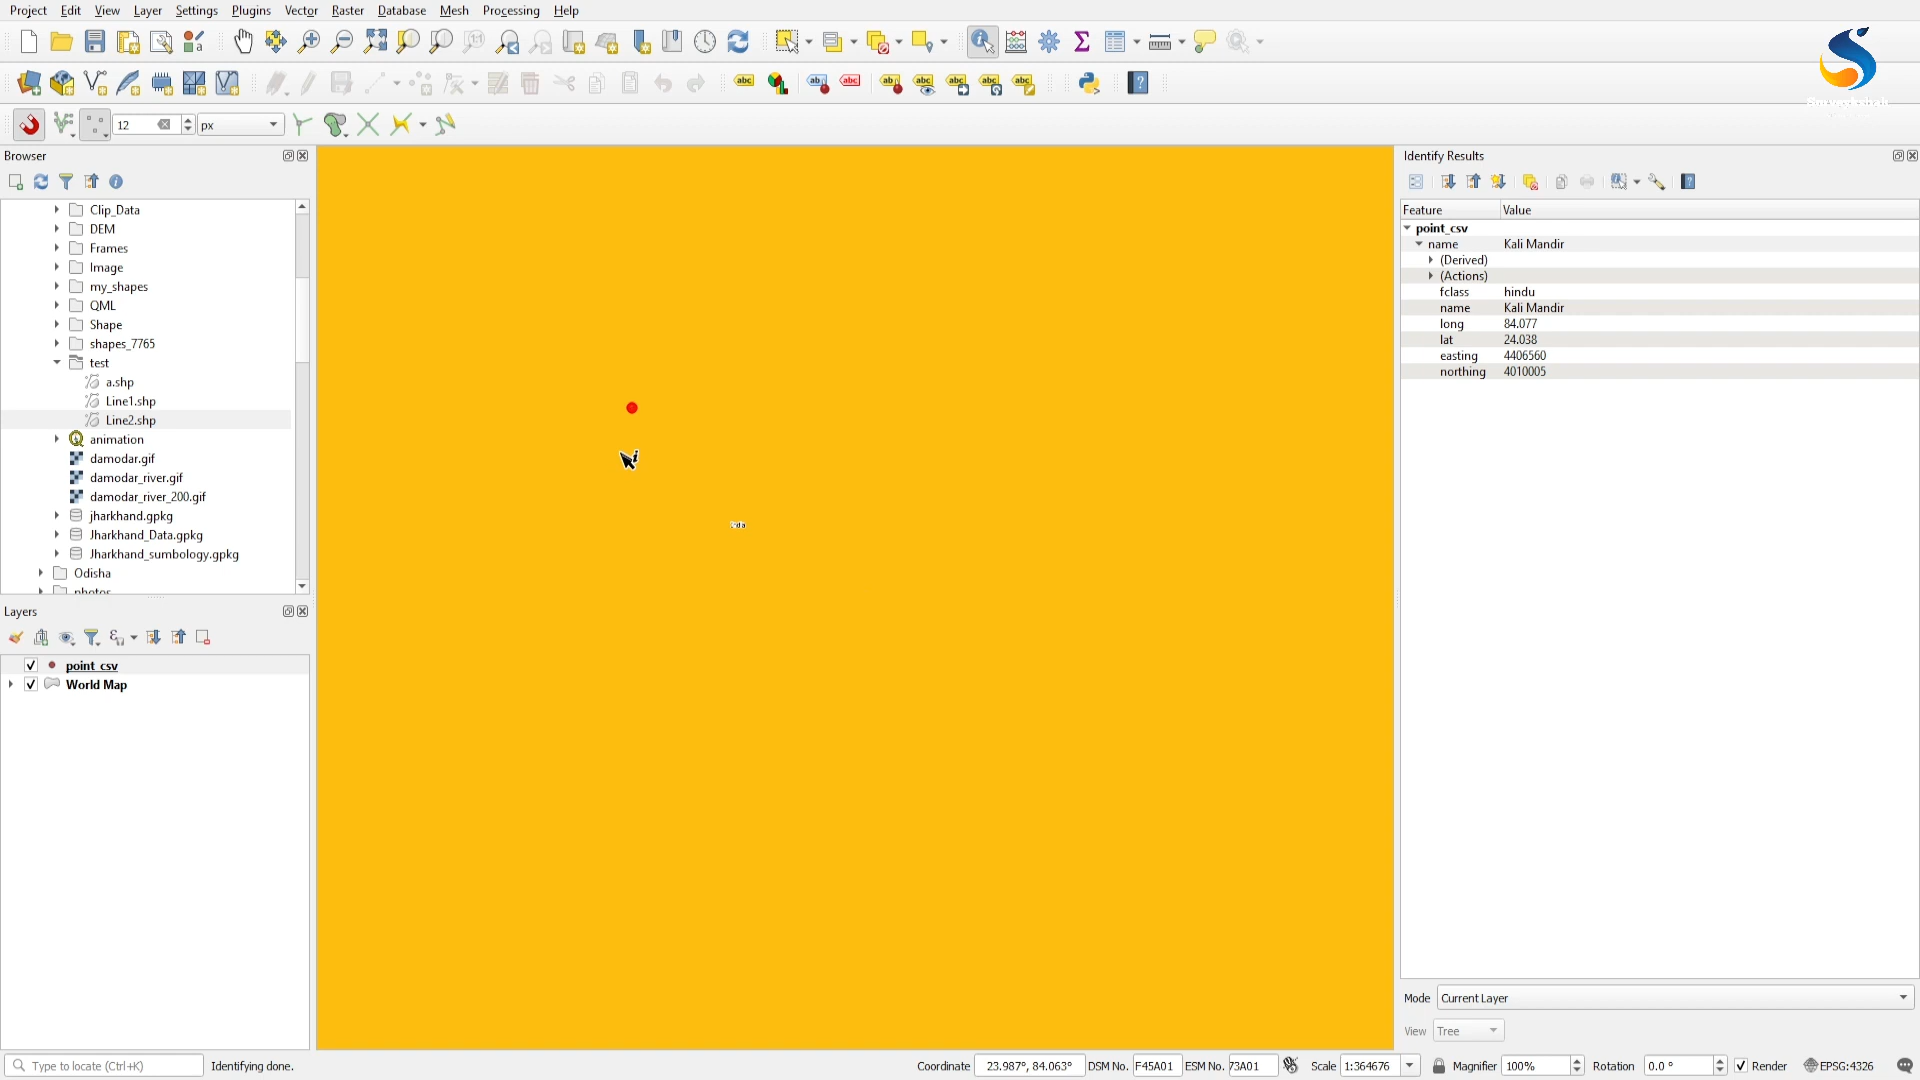 Project Edit View Layer Settings Plugins Vector Raster Database Mesh Processing Help
12 px
Browser
Clip_Data
DEM
Frames
Image
my_shapes
QML
Shape
shapes_7765
test
a.shp
Line1.shp
Line2.shp
animation
damodar.gif
damodar_river.gif
damodar_river_200.gif
jharkhand.gpkg
Jharkhand_Data.gpkg
Jharkhand_sumbology.gpkg
Odisha
photos
Layers
point_csv
World Map
Identify Results
Feature Value
point_csv
name Kali Mandir
(Derived)
(Actions)
fclass hindu
name Kali Mandir
long 84.077
lat 24.038
easting 4406560
northing 4010005
Mode Current Layer
View Tree
Type to locate (Ctrl+K) Identifying done. Coordinate 23.987°, 84.063° DSM No. F45A01 ESM No. 73A01 Scale 1:364676 Magnifier 100% Rotation 0.0 ° Render EPSG:4326